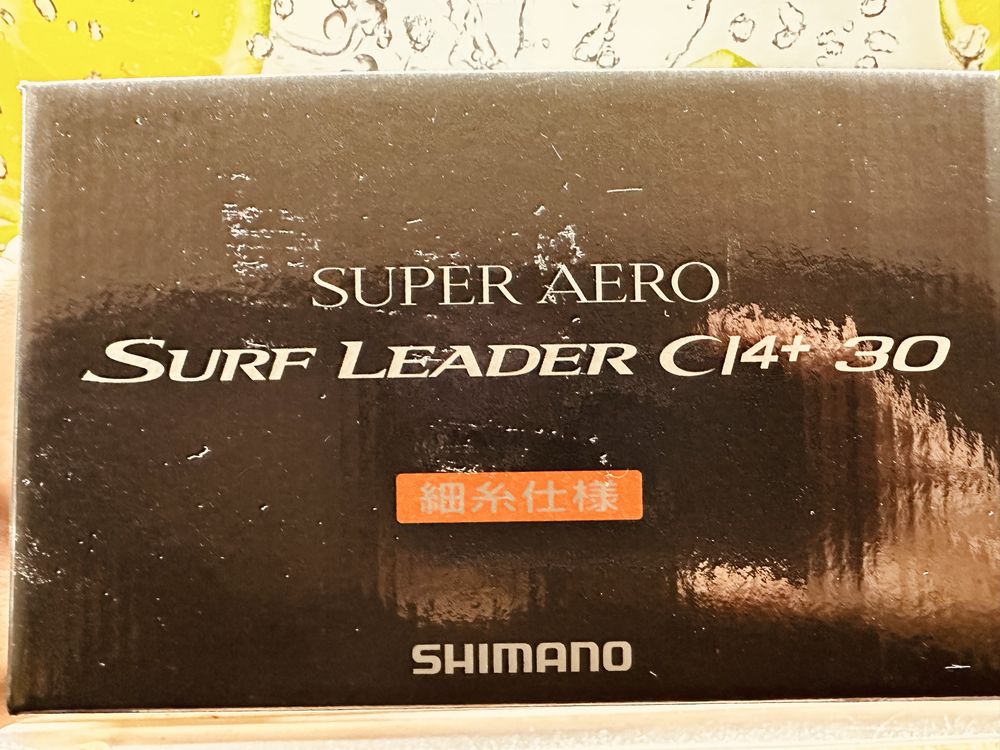 SUPER AERO
SURF LEADER CI4+ 30
細糸仕様
SHIMANO